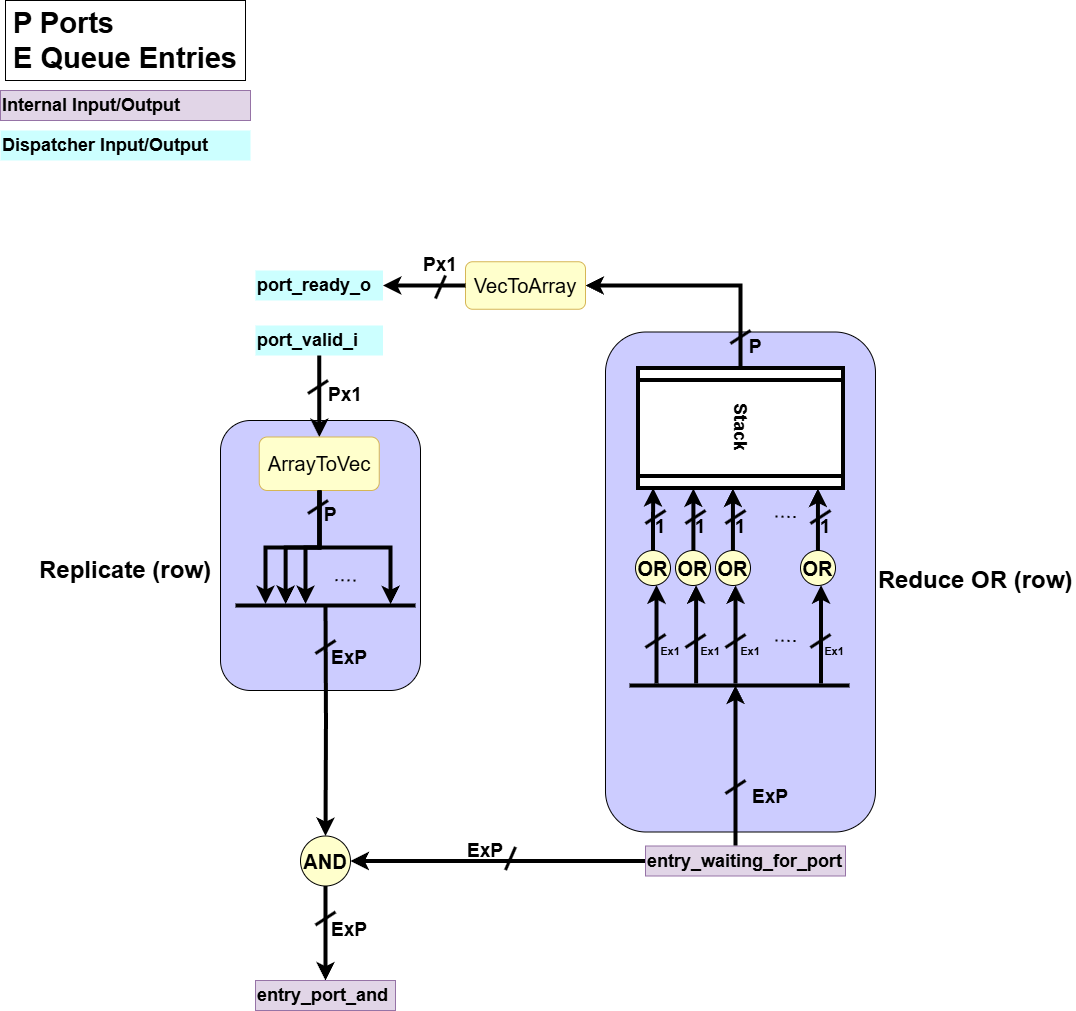 P Ports
E Queue Entries
Internal Input/Output
Dispatcher Input/Output
Px1
port_ready_o
VecToArray
port_valid_i
P
Px1
Stack
ArrayToVec
P
1
1
1
....
1
OR
OR
OR
OR
Replicate (row)
....
Reduce OR (row)
ExP
Ex1
Ex1
Ex1
....
Ex1
ExP
ExP
AND
entry_waiting_for_port
ExP
entry_port_and